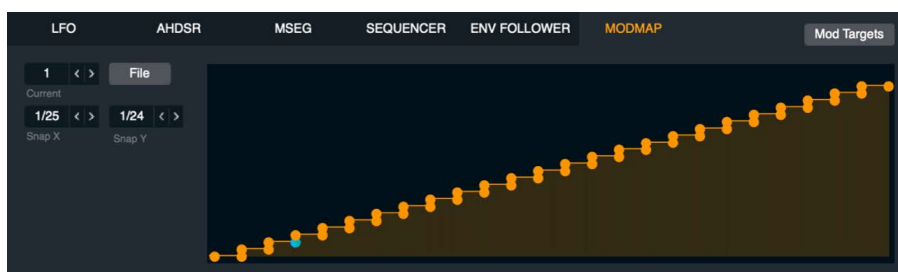 LFO AHDSR MSEG SEQUENCER ENV FOLLOWER MODMAP Mod Targets
1 < > File
Current
1/25 < > 1/24 < >
Snap X Snap Y